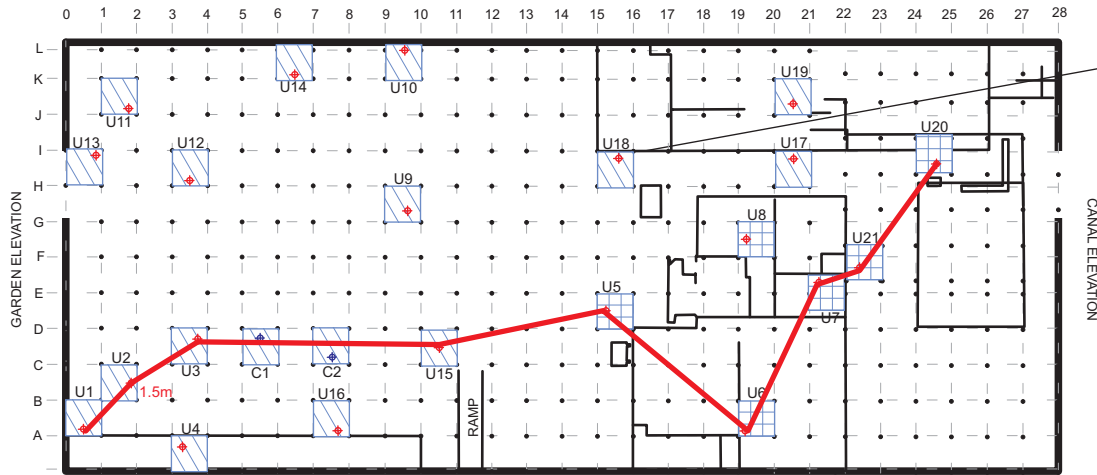 0 1 2 3 4 5 6 7 8 9 10 11 12 13 14 15 16 17 18 19 20 21 22 23 24 25 26 27 28
L
U14
U10
K
U19
U11
J
U13
U12
U18
U17
U20
I
H
U9
G
U8
F
U21
E
U5
U7
D
U3
C1
C2
U15
C
U2
1.5m
U1
U16
U6
B
U4
A
RAMP
GARDEN ELEVATION
CANAL ELEVATION